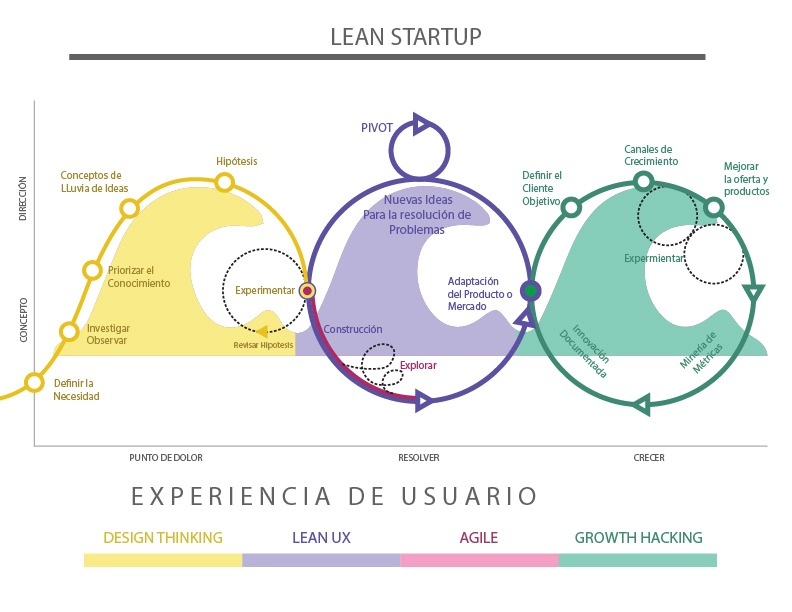 LEAN STARTUP
DIRECCIÓN
CONCEPTO
Definir la
Necesidad
Investigar
Observar
Priorizar el
Conocimiento
Conceptos de
LLuvia de Ideas
Hipótesis
Experimentar
Revisar Hipotesis
PIVOT
Nuevas Ideas
Para la resolución de
Problemas
Construcción
Explorar
Adaptación
del Producto o
Mercado
Definir el
Cliente
Objetivo
Canales de
Crecimiento
Mejorar
la oferta y
productos
Expermientar
Innovación
Documentada
Minería de
Métricas
PUNTO DE DOLOR
RESOLVER
CRECER
EXPERIENCIA DE USUARIO
DESIGN THINKING
LEAN UX
AGILE
GROWTH HACKING